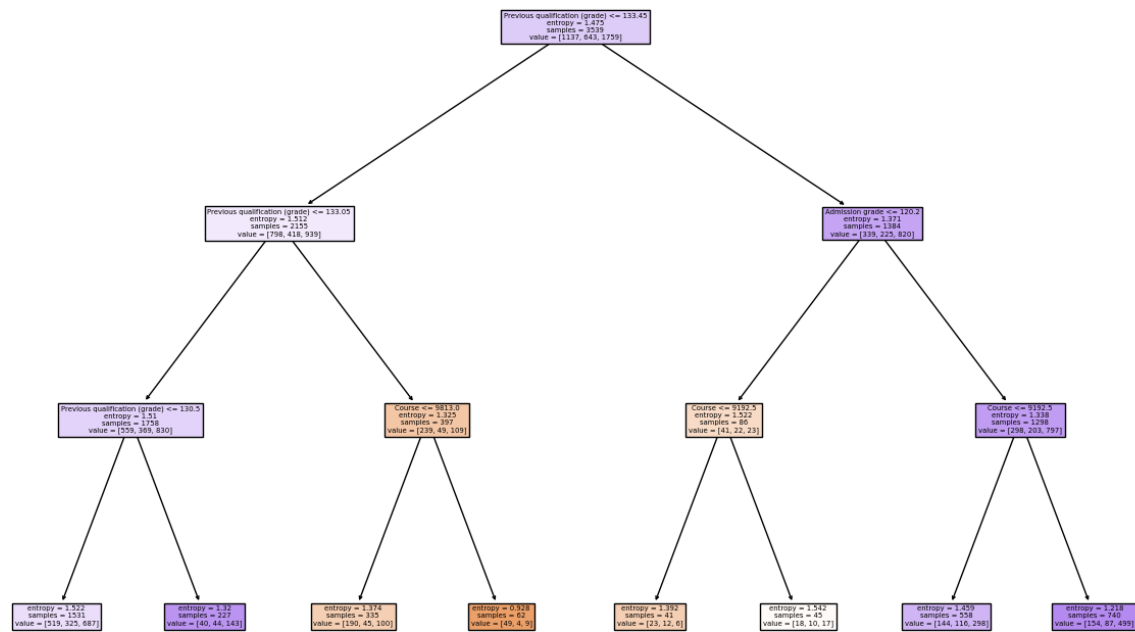 Previous qualification (grade) <= 133.45
entropy = 1.475
samples = 3539
value = [1137, 643, 1759]
Previous qualification (grade) <= 133.05
entropy = 1.512
samples = 2155
value = [798, 418, 939]
Admission grade <= 120.2
entropy = 1.371
samples = 1384
value = [339, 225, 820]
Previous qualification (grade) <= 130.5
entropy = 1.51
samples = 1758
value = [559, 369, 830]
Course <= 9813.0
entropy = 1.325
samples = 397
value = [239, 49, 109]
Course <= 9192.5
entropy = 1.522
samples = 86
value = [41, 22, 23]
Course <= 9192.5
entropy = 1.338
samples = 1298
value = [298, 203, 797]
entropy = 1.522
samples = 1531
value = [519, 325, 687]
entropy = 1.32
samples = 227
value = [40, 44, 143]
entropy = 1.374
samples = 335
value = [190, 45, 100]
entropy = 0.928
samples = 62
value = [49, 4, 9]
entropy = 1.392
samples = 41
value = [23, 12, 6]
entropy = 1.542
samples = 45
value = [18, 10, 17]
entropy = 1.459
samples = 558
value = [144, 116, 298]
entropy = 1.218
samples = 740
value = [154, 87, 499]